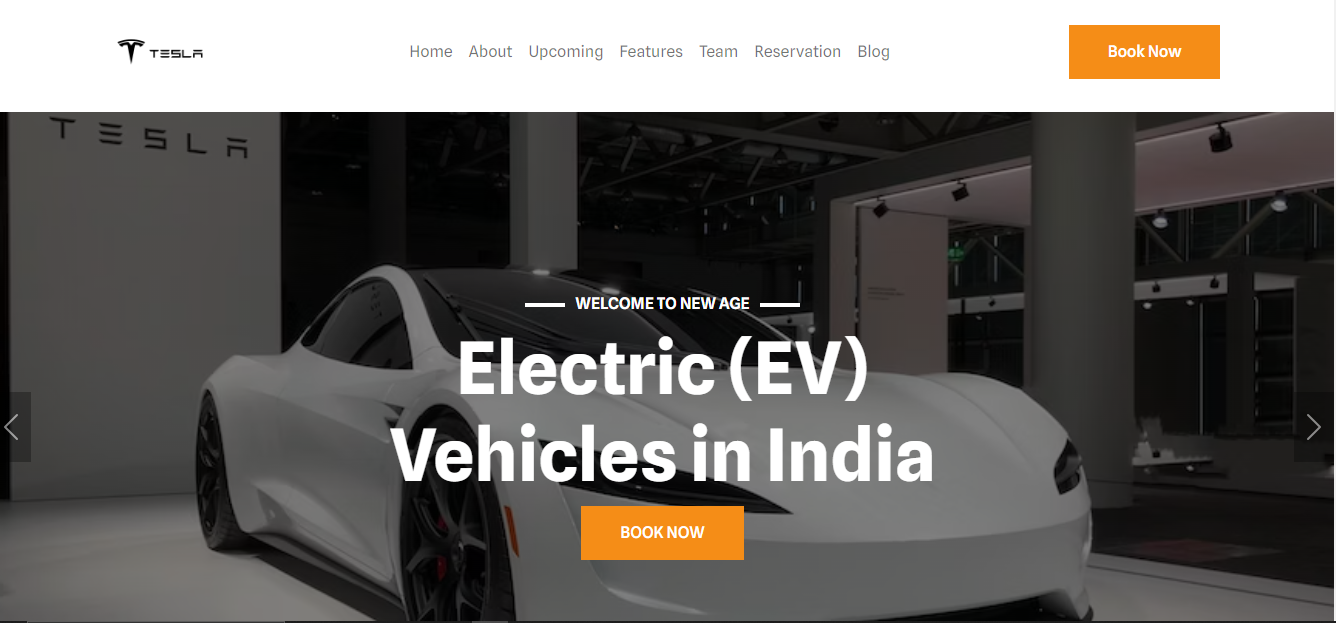 TESLA
Home About Upcoming Features Team Reservation Blog
Book Now
TESLA
WELCOME TO NEW AGE
Electric (EV)
Vehicles in India
BOOK NOW